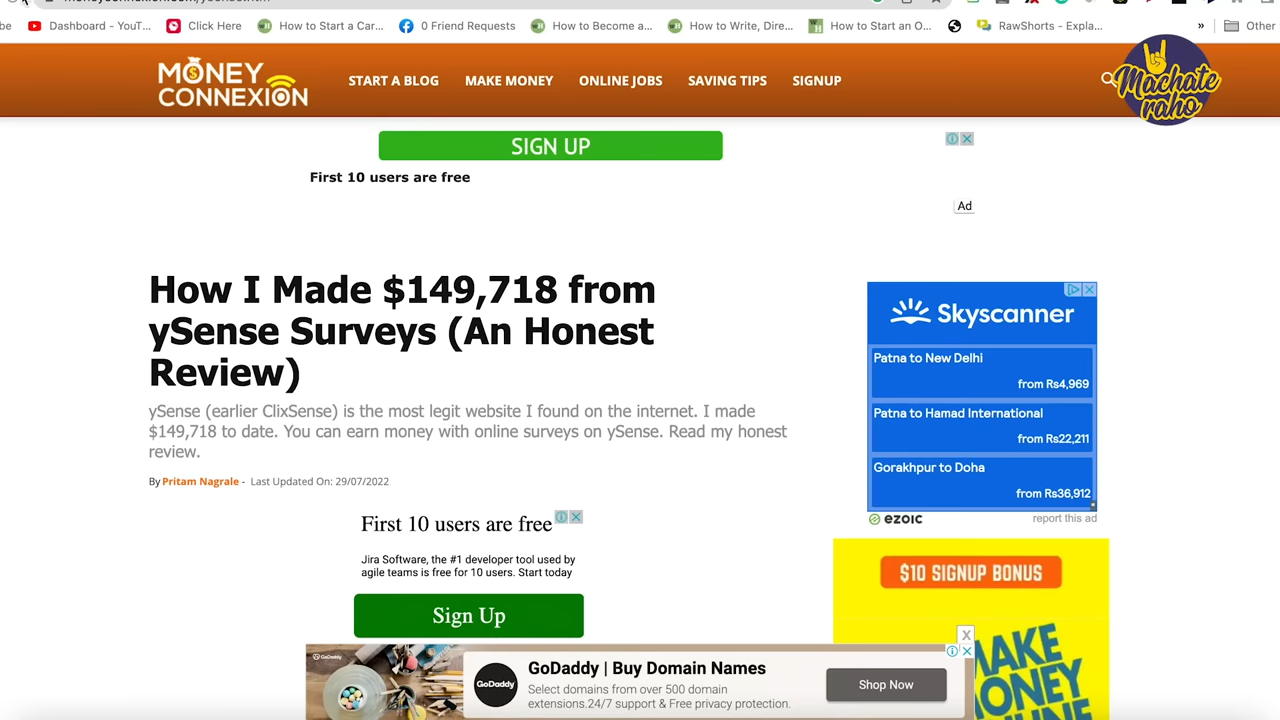 Dashboard - YouT...
Click Here
How to Start a Car...
0 Friend Requests
How to Become a...
How to Write, Dire...
How to Start an O...
RawShorts - Expla...
»
Other
MONEY
CONNEXION
START A BLOG
MAKE MONEY
ONLINE JOBS
SAVING TIPS
SIGNUP
Machate
raho
SIGN UP
First 10 users are free
Ad
How I Made $149,718 from
ySense Surveys (An Honest
Review)
ySense (earlier ClixSense) is the most legit website I found on the internet. I made
$149,718 to date. You can earn money with online surveys on ySense. Read my honest
review.
By Pritam Nagrale - Last Updated On: 29/07/2022
First 10 users are free
Jira Software, the #1 developer tool used by
agile teams is free for 10 users. Start today
Sign Up
Skyscanner
Patna to New Delhi
from Rs4,969
Patna to Hamad International
from Rs22,211
Gorakhpur to Doha
from Rs36,912
ezoic
report this ad
$10 SIGNUP BONUS
MAKE
MONEY
X
GoDaddy
GoDaddy
GoDaddy | Buy Domain Names
Select domains from over 500 domain
extensions.24/7 support & Free privacy protection.
Shop Now